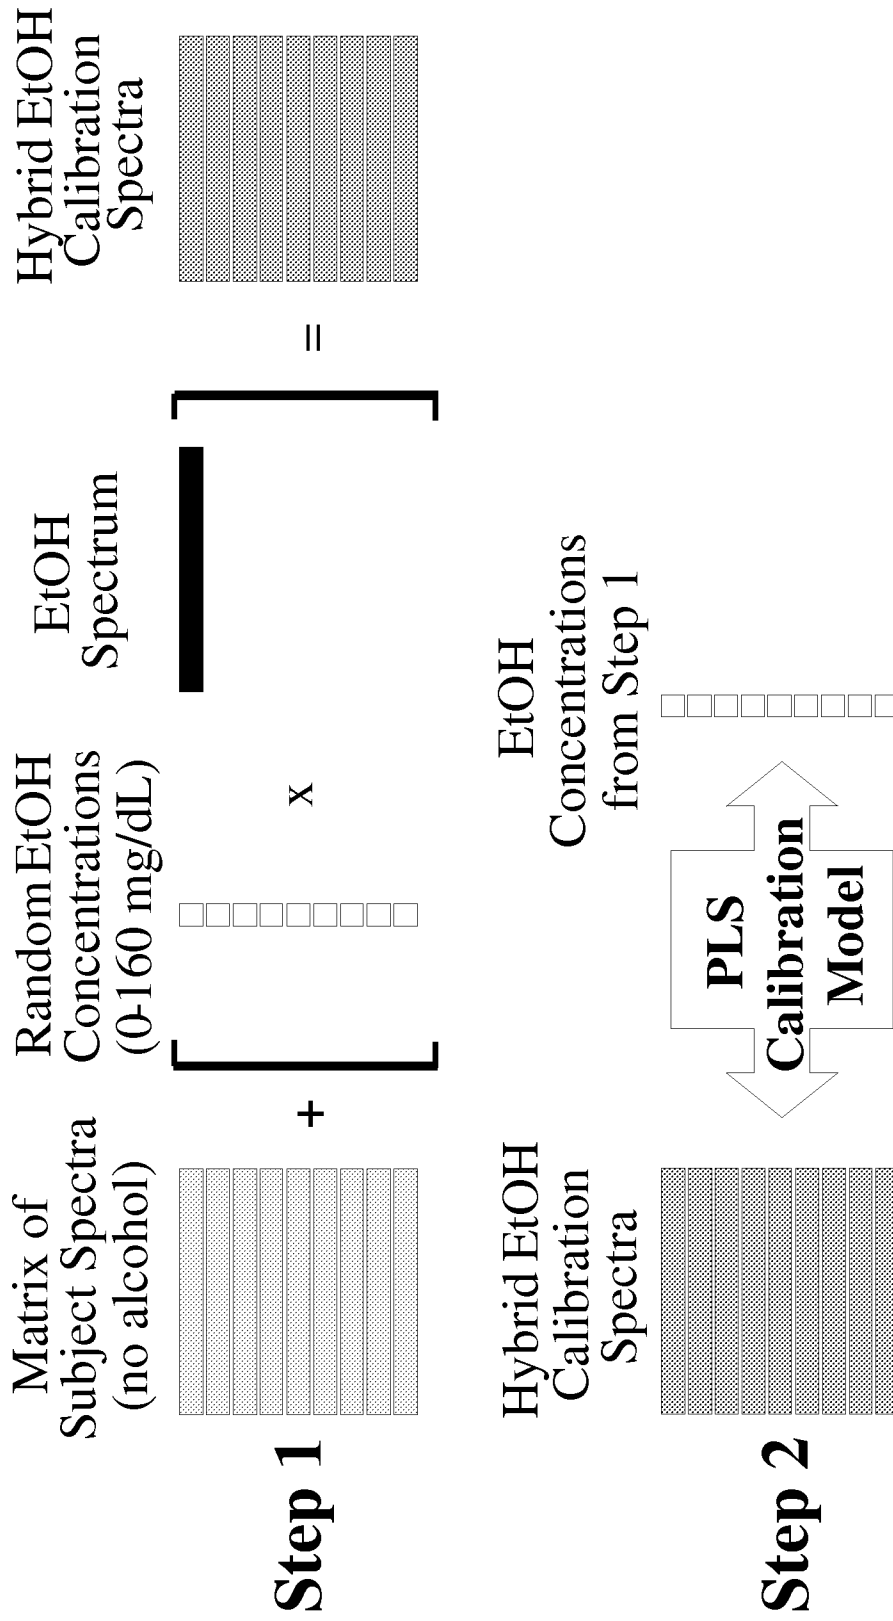 Step 1
Matrix of
Subject Spectra
(no alcohol)
+
Random EtOH
Concentrations
(0-160 mg/dL)
x
EtOH
Spectrum
=
Hybrid EtOH
Calibration
Spectra
Step 2
Hybrid EtOH
Calibration
Spectra
PLS
Calibration
Model
EtOH
Concentrations
from Step 1